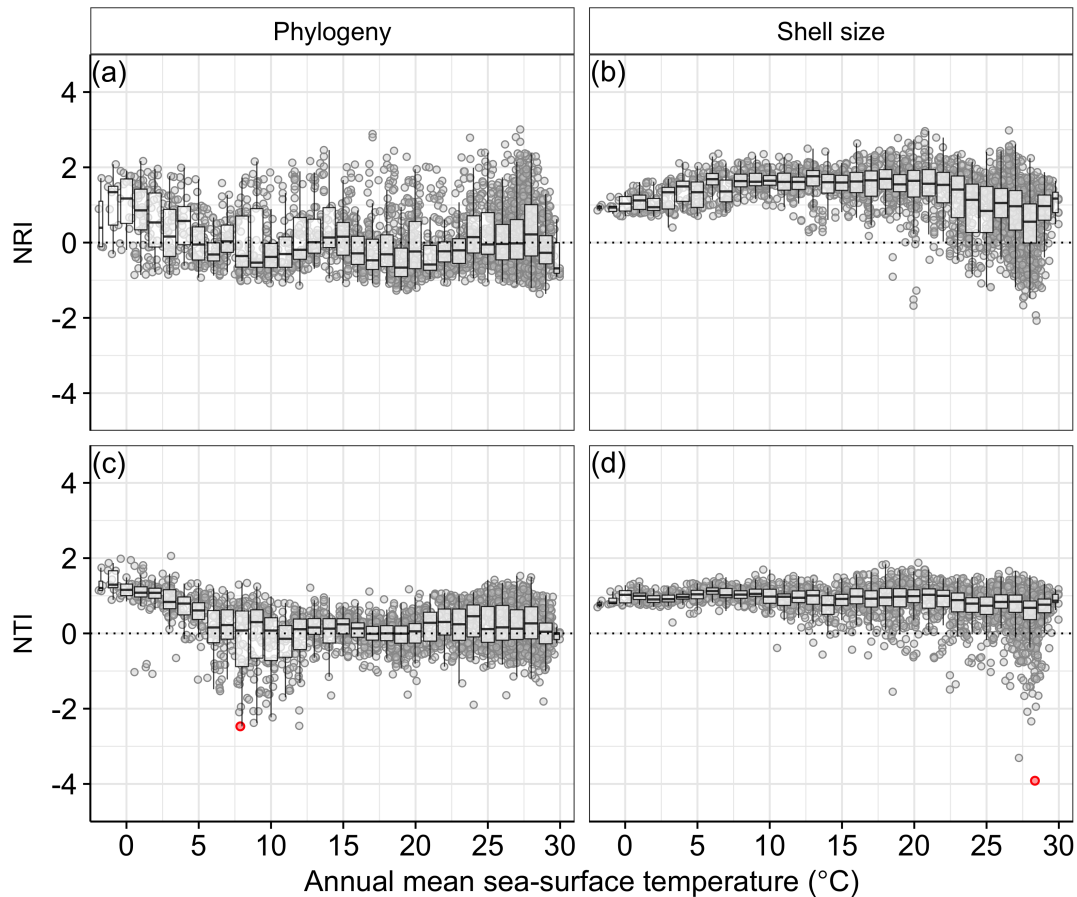 Phylogeny
Shell size
(a)
(b)
NRI
4
2
0
-2
-4
(c)
(d)
NTI
4
2
0
-2
-4
0 5 10 15 20 25 30
0 5 10 15 20 25 30
Annual mean sea-surface temperature (°C)